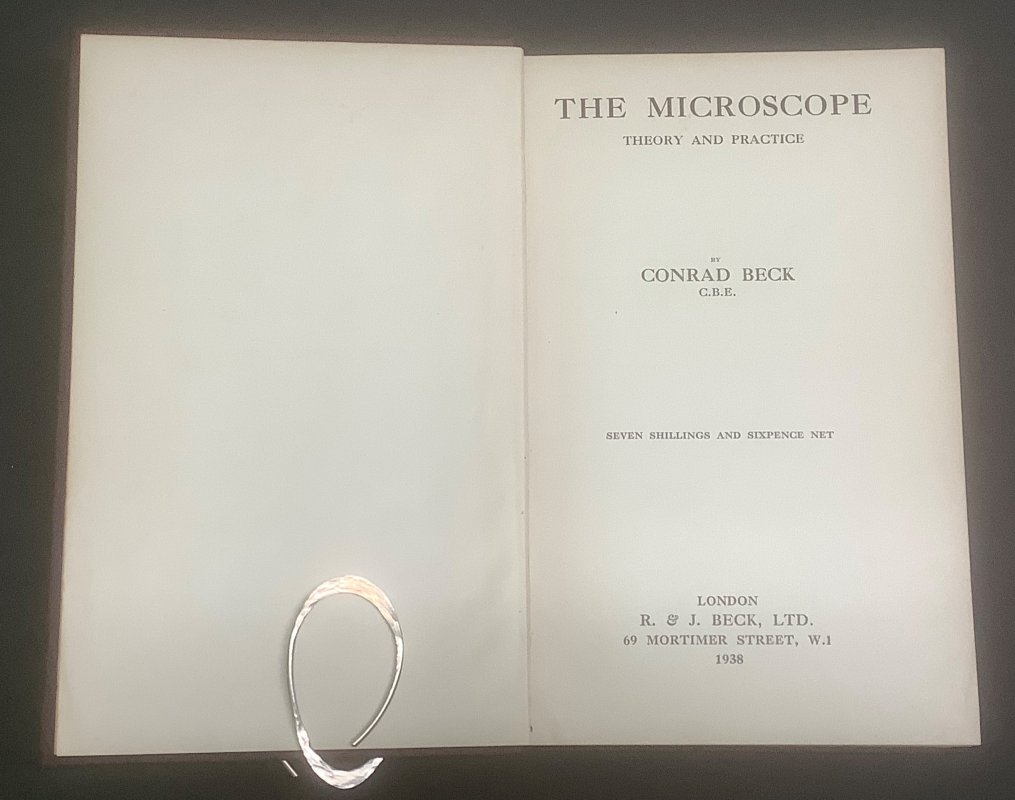 THE MICROSCOPE
THEORY AND PRACTICE
BY
CONRAD BECK
C.B.E.
SEVEN SHILLINGS AND SIXPENCE NET
LONDON
R. & J. BECK, LTD.
69 MORTIMER STREET, W.1
1938